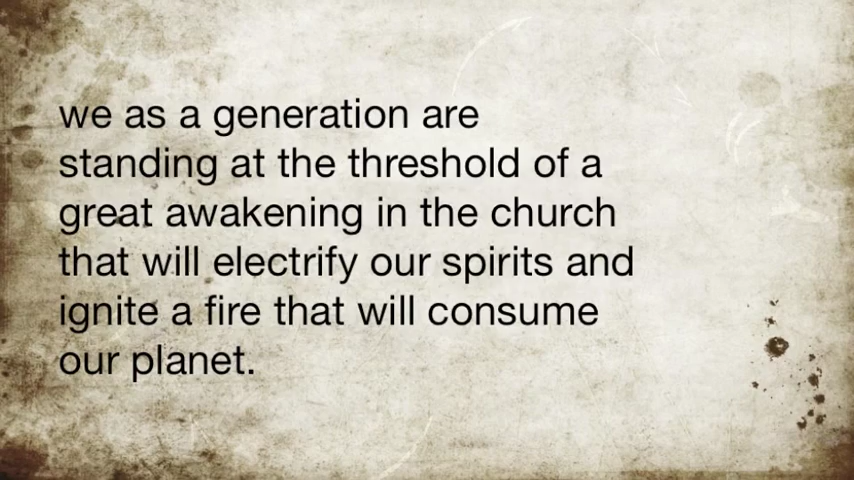 we as a generation are
standing at the threshold of a
great awakening in the church
that will electrify our spirits and
ignite a fire that will consume
our planet.